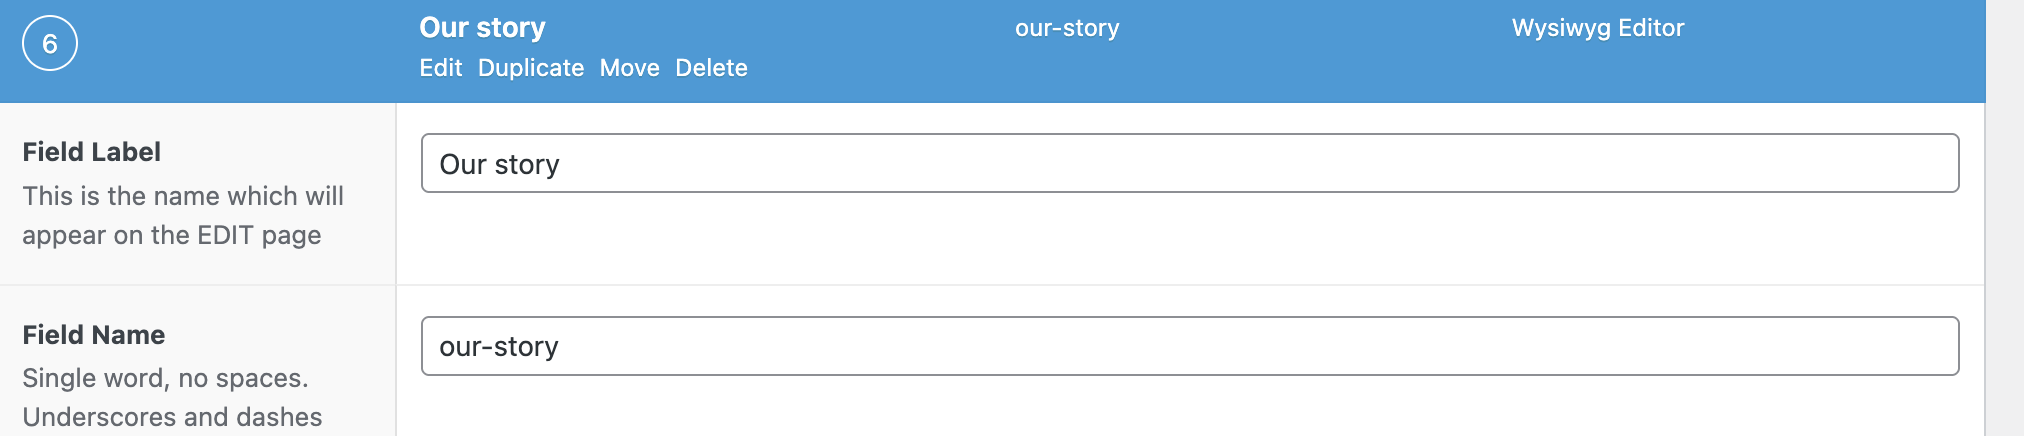 6
Our story
our-story
Wysiwyg Editor
Edit Duplicate Move Delete
Field Label
This is the name which will
appear on the EDIT page
Our story
Field Name
Single word, no spaces.
Underscores and dashes
our-story